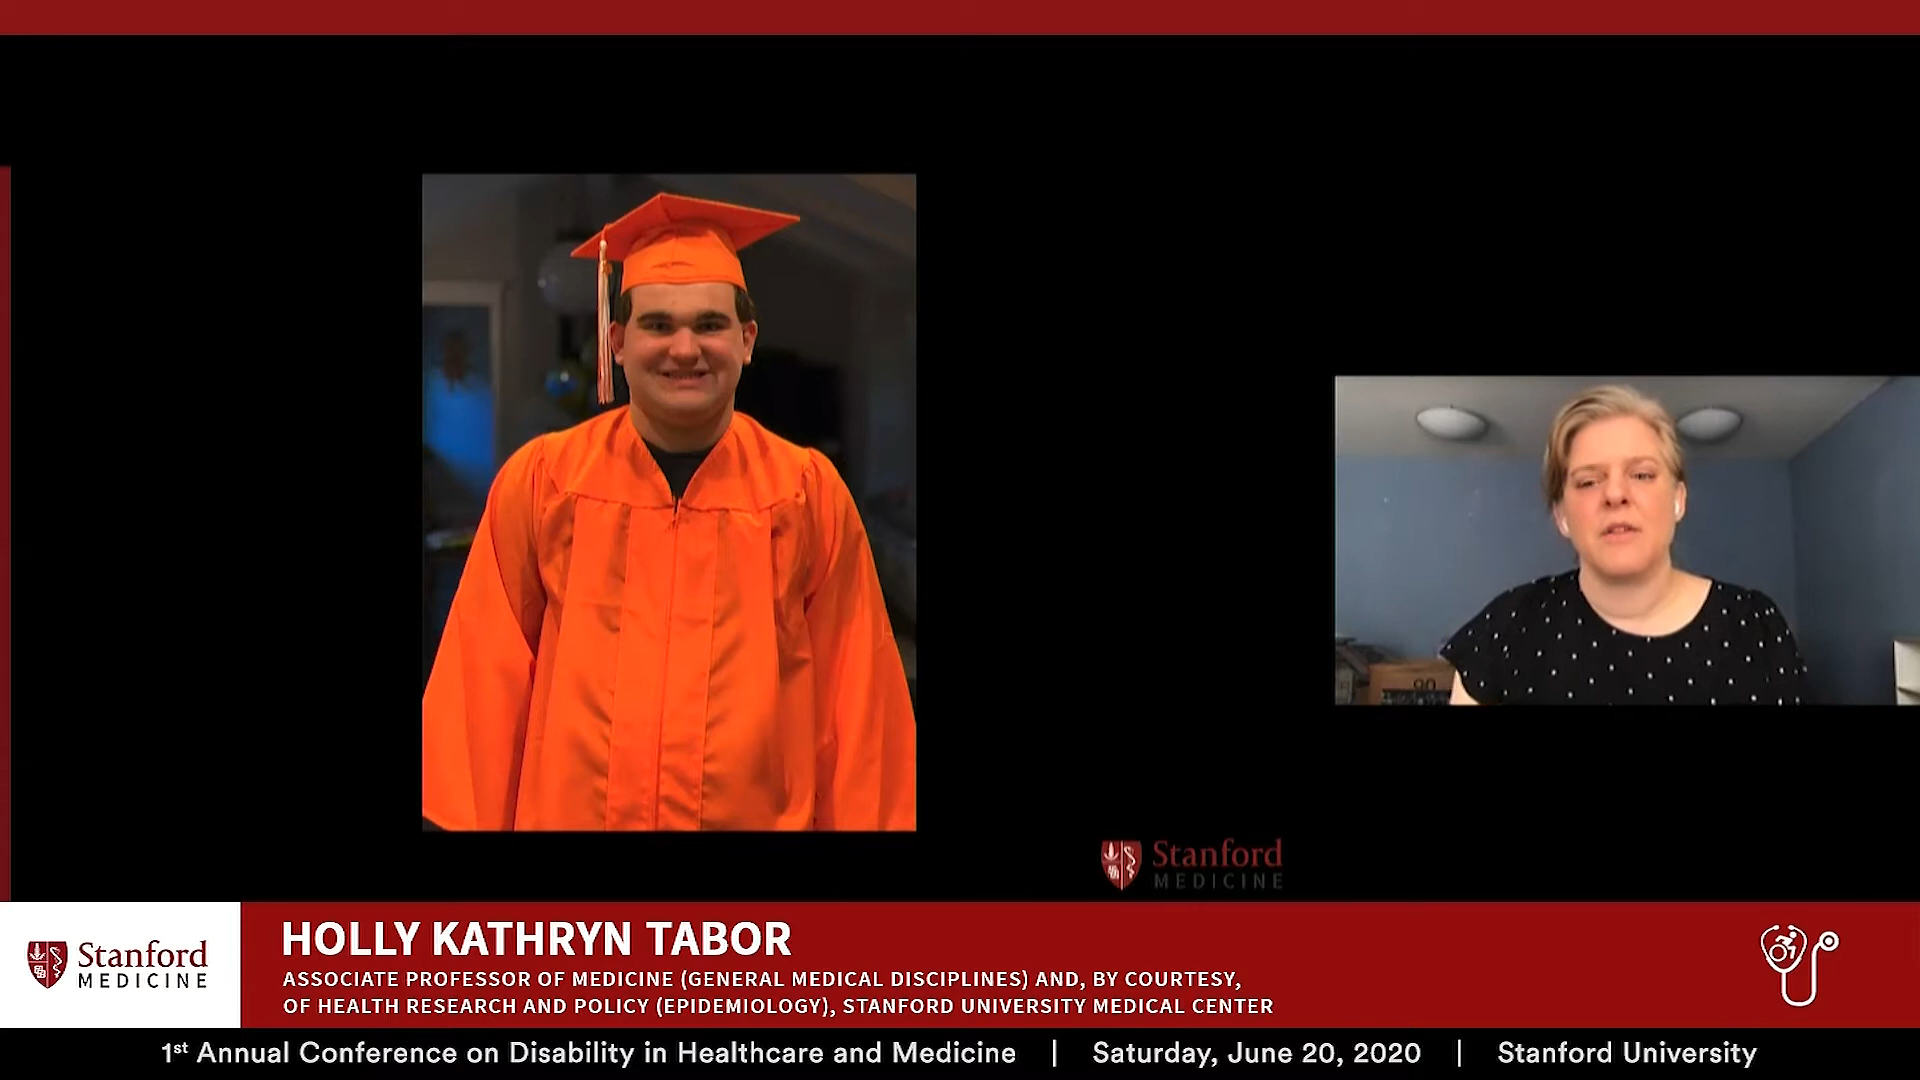 Stanford
MEDICINE
Stanford
MEDICINE
HOLLY KATHRYN TABOR
ASSOCIATE PROFESSOR OF MEDICINE (GENERAL MEDICAL DISCIPLINES) AND, BY COURTESY,
OF HEALTH RESEARCH AND POLICY (EPIDEMIOLOGY), STANFORD UNIVERSITY MEDICAL CENTER
1st Annual Conference on Disability in Healthcare and Medicine | Saturday, June 20, 2020 | Stanford University